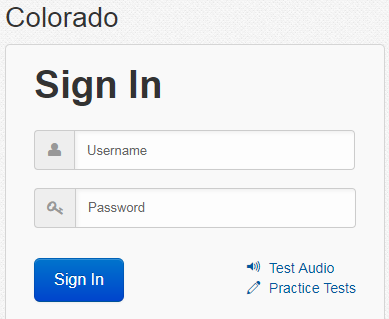 Colorado
Sign In
Username
Password
Sign In
Test Audio
Practice Tests